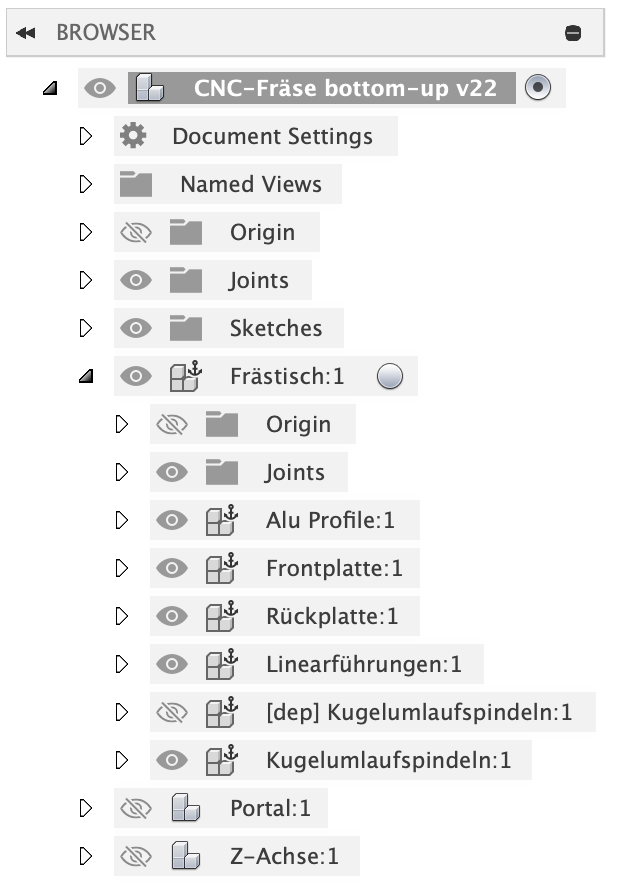 BROWSER
CNC-Fräse bottom-up v22
Document Settings
Named Views
Origin
Joints
Sketches
Frästisch:1
Origin
Joints
Alu Profile:1
Frontplatte:1
Rückplatte:1
Linearführungen:1
[dep] Kugelumlaufspindeln:1
Kugelumlaufspindeln:1
Portal:1
Z-Achse:1